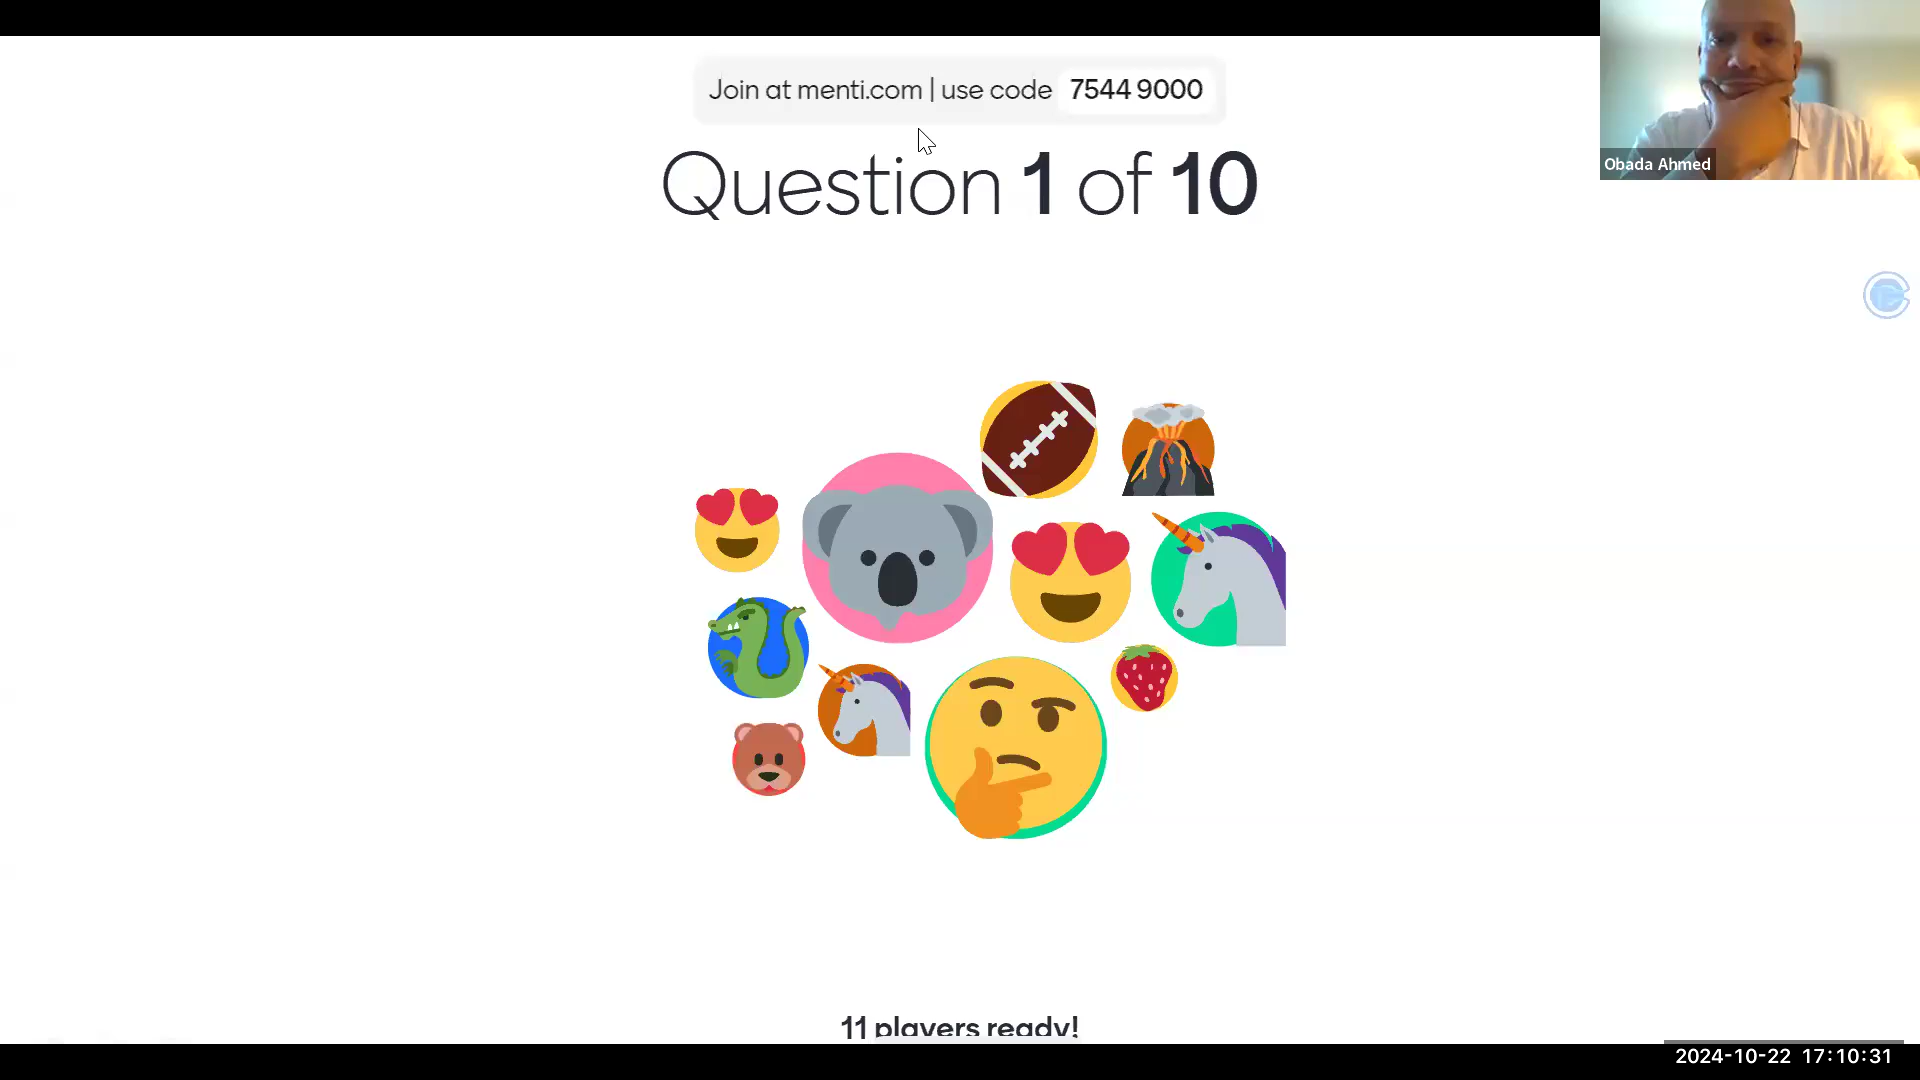 Join at menti.com | use code 7544 9000
Question 1 of 10
Obada Ahmed
11 players ready!
2024-10-22 17:10:31